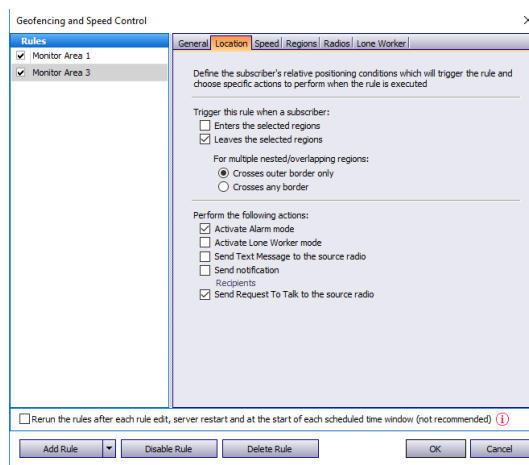 Geofencing and Speed Control
Rules
Monitor Area 1
Monitor Area 3
General Location Speed Regions Radios Lone Worker
Define the subscriber's relative positioning conditions which will trigger the rule and
choose specific actions to perform when the rule is executed
Trigger this rule when a subscriber:
Enters the selected regions
Leaves the selected regions
For multiple nested/overlapping regions:
Crosses outer border only
Crosses any border
Perform the following actions:
Activate Alarm mode
Activate Lone Worker mode
Send Text Message to the source radio
Send notification
Recipients
Send Request To Talk to the source radio
Rerun the rules after each rule edit, server restart and at the start of each scheduled time window (not recommended) i
Add Rule Disable Rule Delete Rule OK Cancel